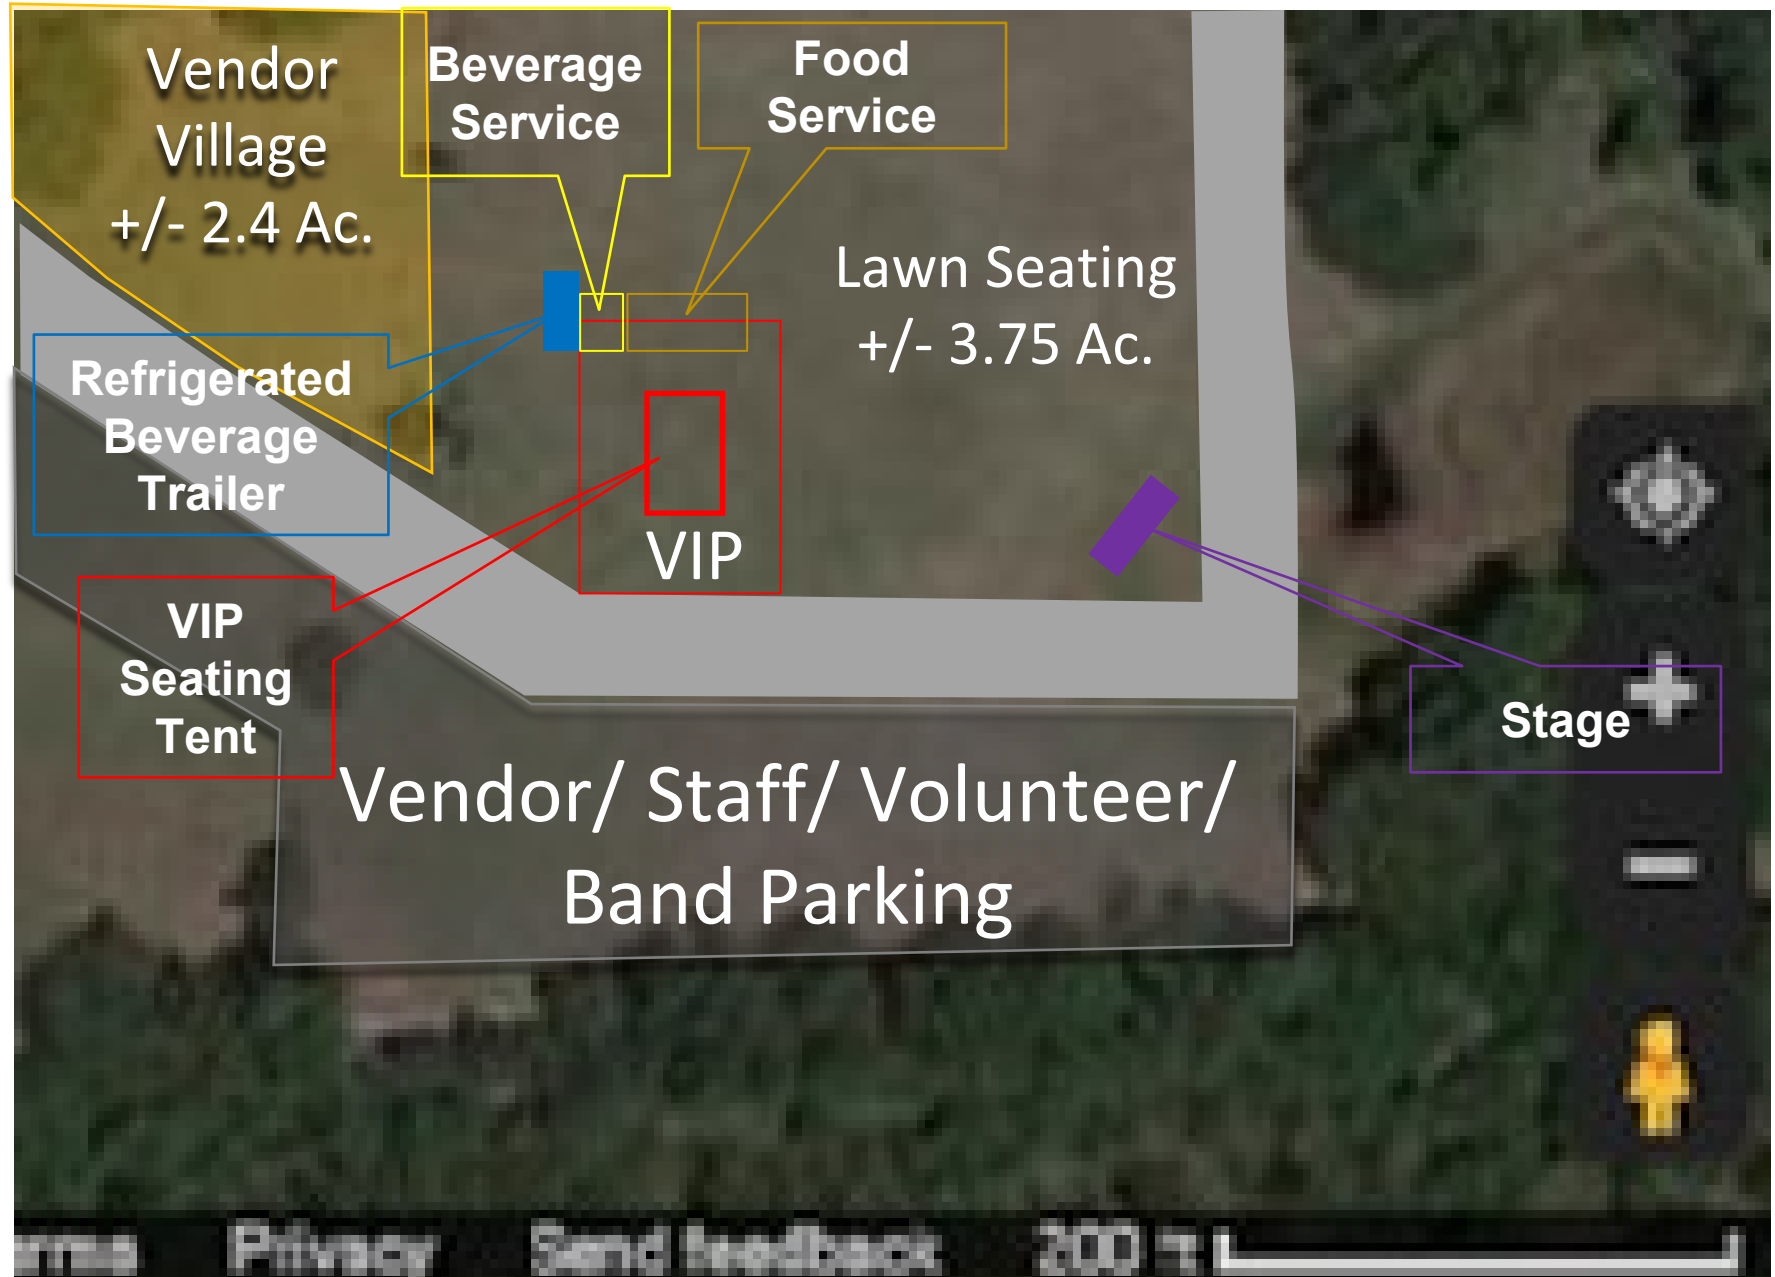 Vendor
Village
+/- 2.4 Ac.
Beverage
Service
Food
Service
Lawn Seating
+/- 3.75 Ac.
Refrigerated
Beverage
Trailer
VIP
VIP
Seating
Tent
Stage
Vendor/ Staff/ Volunteer/
Band Parking
Privacy Send feedback 200